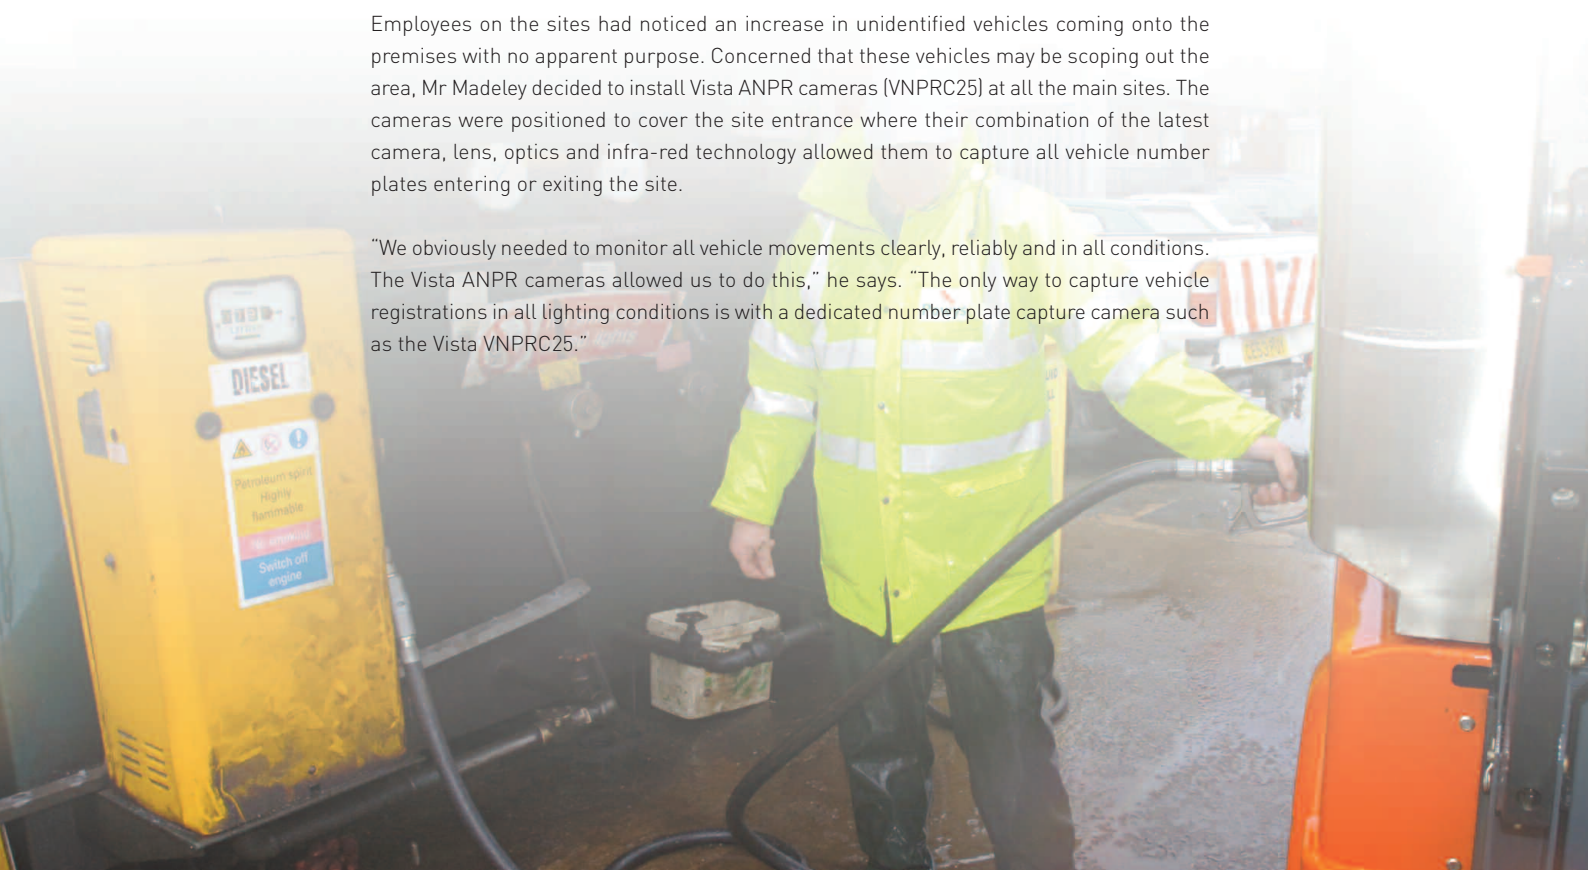 Employees on the sites had noticed an increase in unidentified vehicles coming onto the
premises with no apparent purpose. Concerned that these vehicles may be scoping out the
area, Mr Madeley decided to install Vista ANPR cameras (VNPRC25) at all the main sites. The
cameras were positioned to cover the site entrance where their combination of the latest
camera, lens, optics and infra-red technology allowed them to capture all vehicle number
plates entering or exiting the site.
“We obviously needed to monitor all vehicle movements clearly, reliably and in all conditions.
The Vista ANPR cameras allowed us to do this,” he says. “The only way to capture vehicle
registrations in all lighting conditions is with a dedicated number plate capture camera such
as the Vista VNPRC25.”
DIESEL
Petroleum spirit
Highly
flammable
No smoking
Switch off
engine